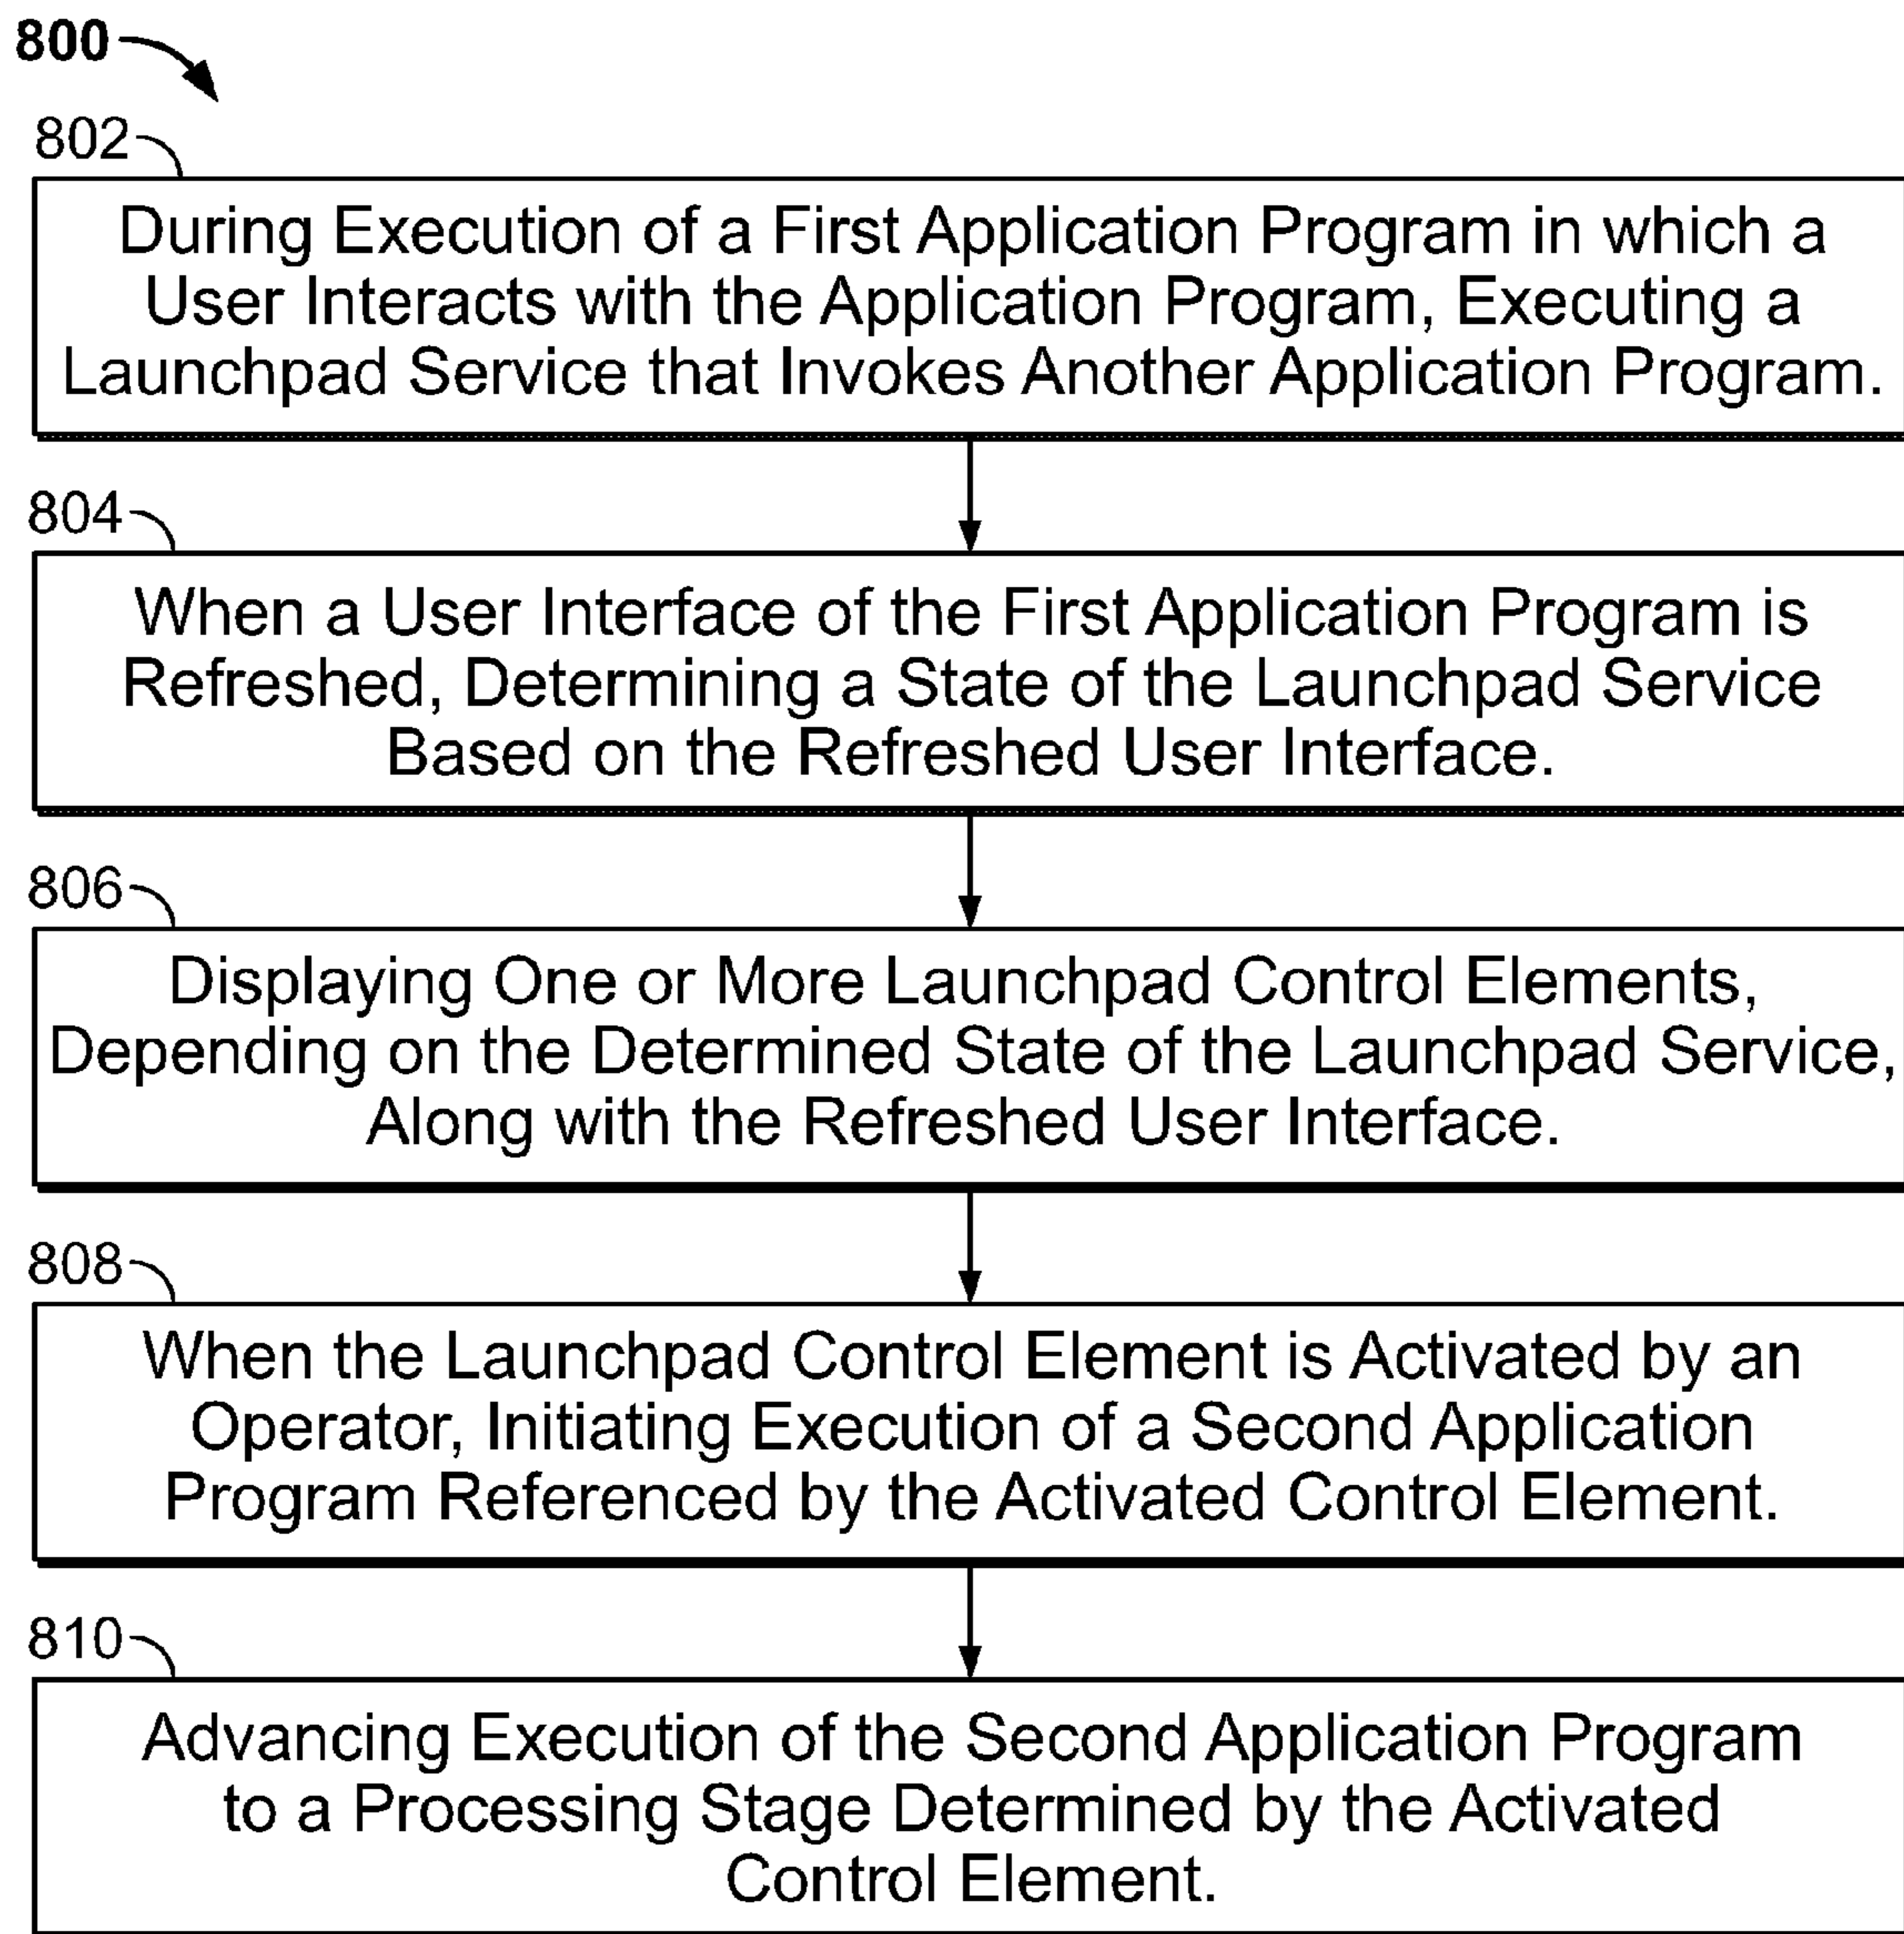 800
802
During Execution of a First Application Program in which a
User Interacts with the Application Program, Executing a
Launchpad Service that Invokes Another Application Program.
804
When a User Interface of the First Application Program is
Refreshed, Determining a State of the Launchpad Service
Based on the Refreshed User Interface.
806
Displaying One or More Launchpad Control Elements,
Depending on the Determined State of the Launchpad Service,
Along with the Refreshed User Interface.
808
When the Launchpad Control Element is Activated by an
Operator, Initiating Execution of a Second Application
Program Referenced by the Activated Control Element.
810
Advancing Execution of the Second Application Program
to a Processing Stage Determined by the Activated
Control Element.